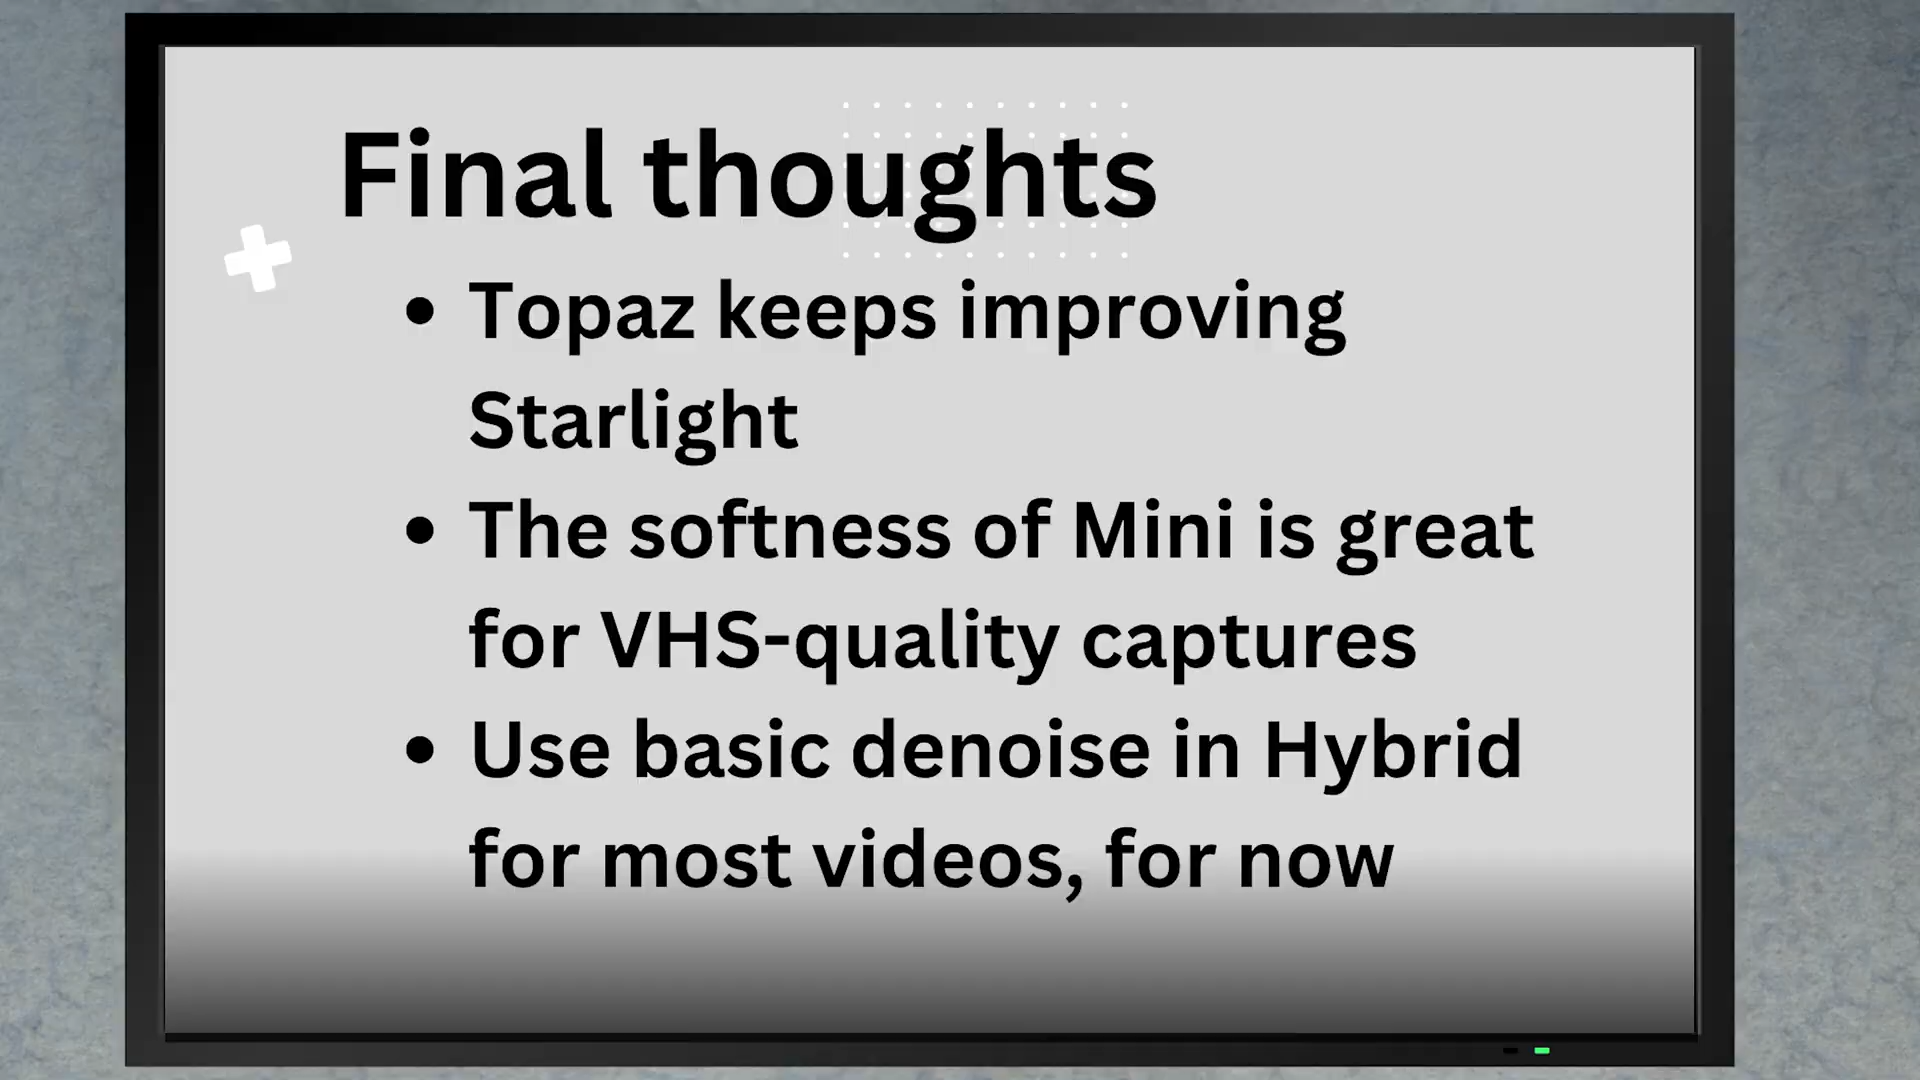 Final thoughts
• Topaz keeps improving
Starlight
• The softness of Mini is great
for VHS-quality captures
• Use basic denoise in Hybrid
for most videos, for now